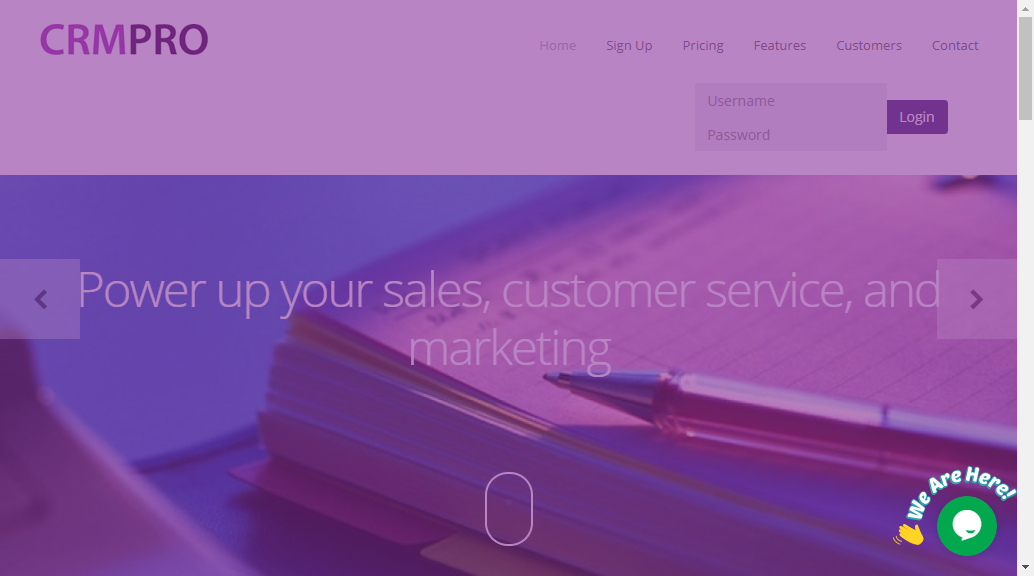 CRMPRO
Home Sign Up Pricing Features Customers Contact
Username
Password
Login
Power up your sales, customer service, and
marketing
We Are Here!